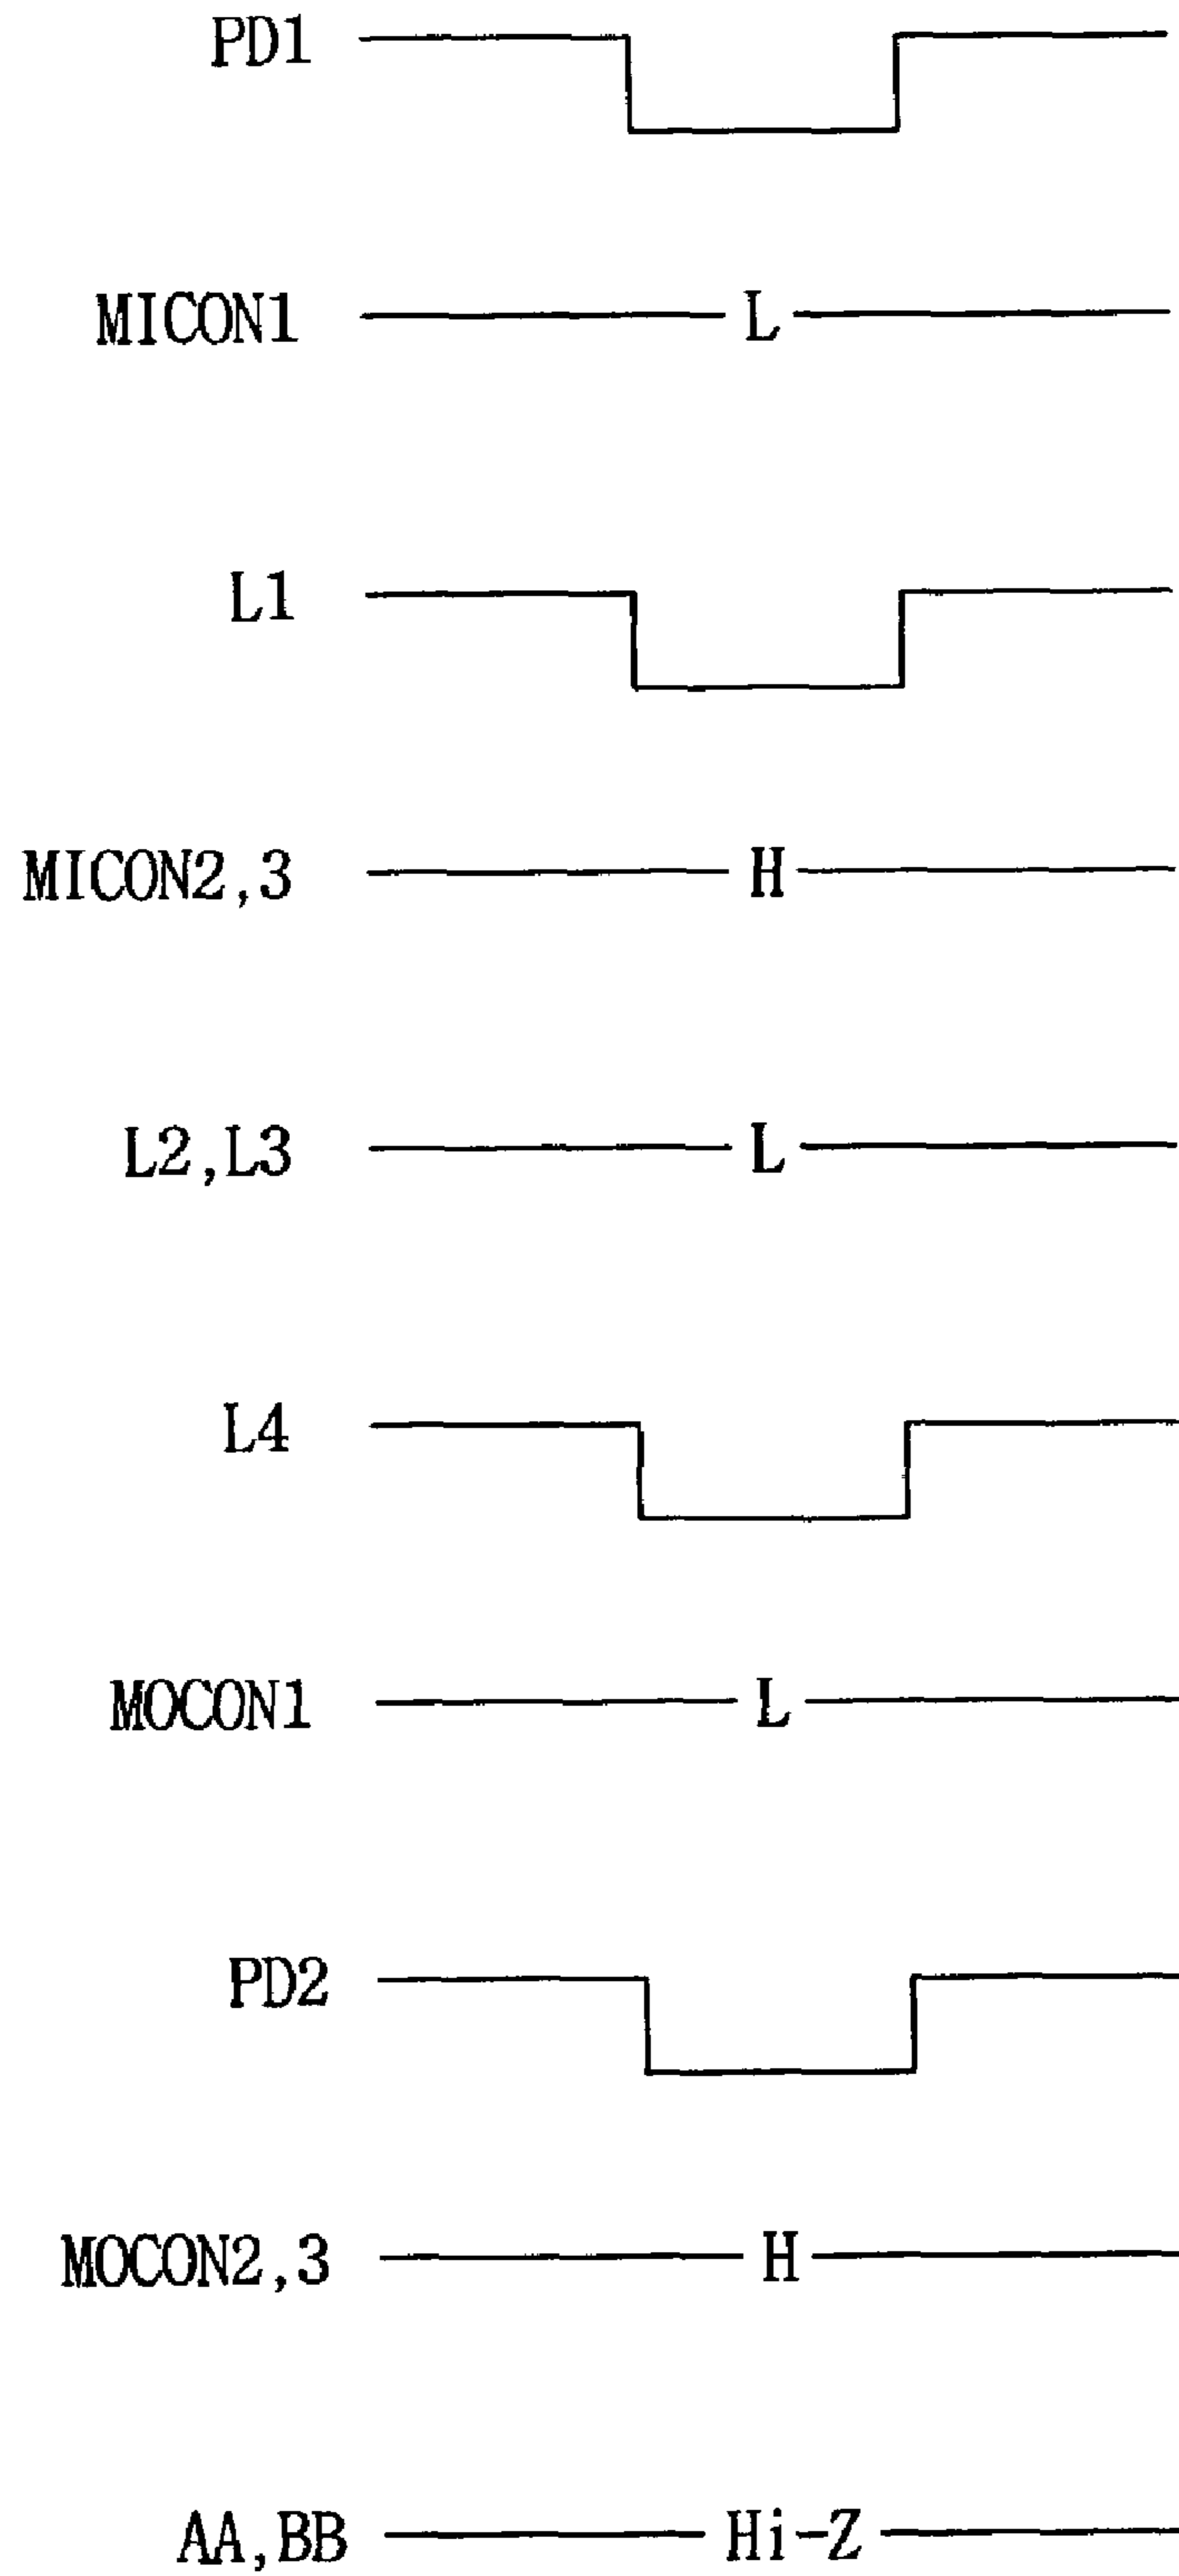 PD1
MICON1 L
L1
MICON2,3 H
L2,L3 L
L4
MOCON1 L
PD2
MOCON2,3 H
AA,BB Hi-Z